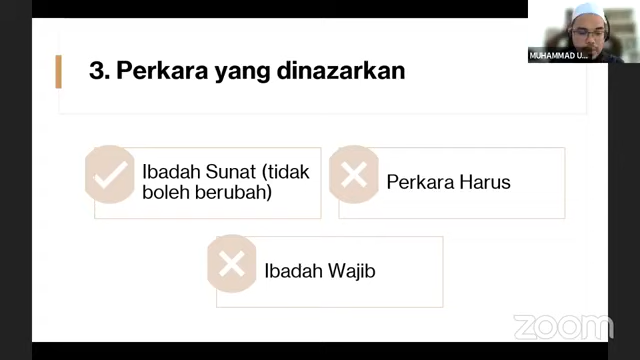 MUHAMMAD U...
3. Perkara yang dinazarkan
Ibadah Sunat (tidak
boleh berubah)
Perkara Harus
Ibadah Wajib
zoom